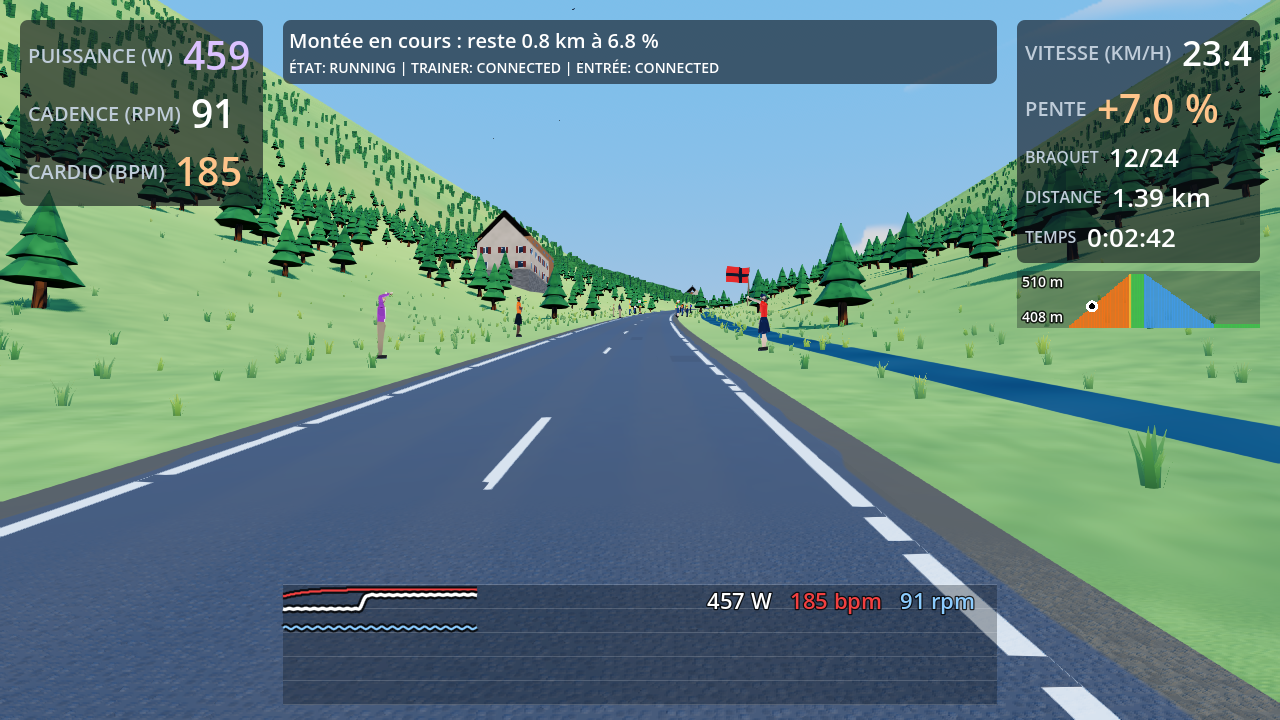 PUISSANCE (W) 459
CADENCE (RPM) 91
CARDIO (BPM) 185
Montée en cours : reste 0.8 km à 6.8 %
ÉTAT: RUNNING | TRAINER: CONNECTED | ENTRÉE: CONNECTED
VITESSE (KM/H) 23.4
PENTE +7.0 %
BRAQUET 12/24
DISTANCE 1.39 km
TEMPS 0:02:42
510 m
408 m
457 W 185 bpm 91 rpm